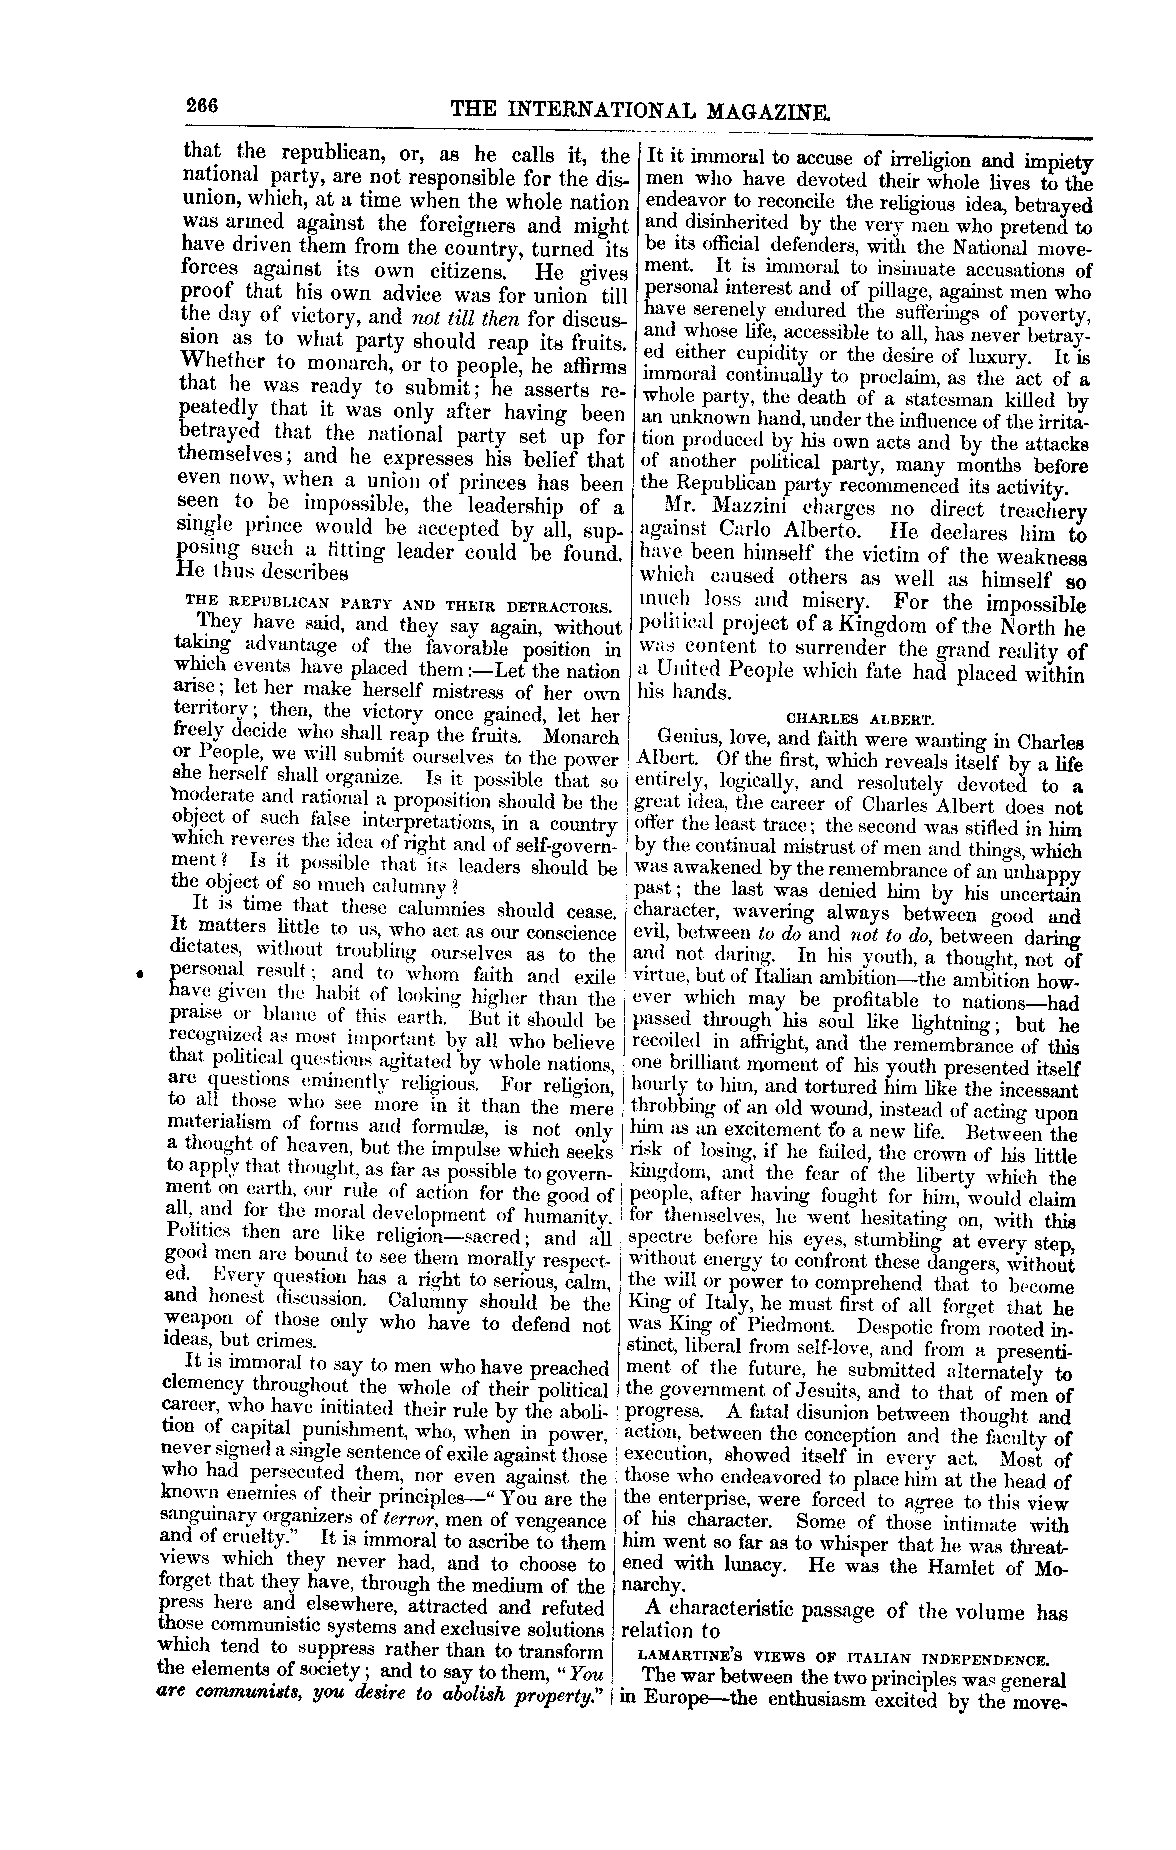 266
THE INTERNATIONAL MAGAZINE.
that the republican, or, as he calls it, the
national party, are not responsible for the dis-
union, which, at a time when the whole nation
was armed against the foreigners and might
have driven them from the country, turned its
forces against its own citizens. He gives
proof that his own advice was for union till
the day of victory, and not till then for discus-
sion as to what party should reap its fruits.
Whether to monarch, or to people, he affirms
that he was ready to submit; he asserts re-
peatedly that it was only after having been
betrayed that the national party set up for
themselves; and he expresses his belief that
even now, when a union of princes has been
seen to be impossible, the leadership of a
single prince would be accepted by all, sup-
posing such a fitting leader could be found.
He thus describes
THE REPUBLICAN PARTY AND THEIR DETRACTORS.
They have said, and they say again, without
taking advantage of the favorable position in
which events have placed them:—Let the nation
arise; let her make herself mistress of her own
territory; then, the victory once gained, let her
freely decide who shall reap the fruits. Monarch
or People, we will submit ourselves to the power
she herself shall organize. Is it possible that so
moderate and rational a proposition should be the
object of such false interpretations, in a country
which reveres the idea of right and of self-govern-
ment? Is it possible that its leaders should be
the object of so much calumny?
It is time that these calumnies should cease.
It matters little to us, who act as our conscience
dictates, without troubling ourselves as to the
personal result; and to whom faith and exile
have given the habit of looking higher than the
praise or blame of this earth. But it should be
recognized as most important by all who believe
that political questions agitated by whole nations,
are questions eminently religious. For religion,
to all those who see more in it than the mere
materialism of forms and formulæ, is not only
a thought of heaven, but the impulse which seeks
to apply that thought, as far as possible to govern-
ment on earth, our rule of action for the good of
all, and for the moral development of humanity.
Politics then are like religion—sacred; and all
good men are bound to see them morally respect-
ed. Every question has a right to serious, calm,
and honest discussion. Calumny should be the
weapon of those only who have to defend not
ideas, but crimes.
It is immoral to say to men who have preached
clemency throughout the whole of their political
career, who have initiated their rule by the aboli-
tion of capital punishment, who, when in power,
never signed a single sentence of exile against those
who had persecuted them, nor even against the
known enemies of their principles—"You are the
sanguinary organizers of terror, men of vengeance
and of cruelty." It is immoral to ascribe to them
views which they never had, and to choose to
forget that they have, through the medium of the
press here and elsewhere, attracted and refuted
those communistic systems and exclusive solutions
which tend to suppress rather than to transform
the elements of society; and to say to them, "You
are communists, you desire to abolish property."
It it immoral to accuse of irreligion and impiety
men who have devoted their whole lives to the
endeavor to reconcile the religious idea, betrayed
and disinherited by the very men who pretend to
be its official defenders, with the National move-
ment. It is immoral to insinuate accusations of
personal interest and of pillage, against men who
have serenely endured the sufferings of poverty,
and whose life, accessible to all, has never betray-
ed either cupidity or the desire of luxury. It is
immoral continually to proclaim, as the act of a
whole party, the death of a statesman killed by
an unknown hand, under the influence of the irrita-
tion produced by his own acts and by the attacks
of another political party, many months before
the Republican party recommenced its activity.
Mr. Mazzini charges no direct treachery
against Carlo Alberto. He declares him to
have been himself the victim of the weakness
which caused others as well as himself so
much loss and misery. For the impossible
political project of a Kingdom of the North he
was content to surrender the grand reality of
a United People which fate had placed within
his hands.
CHARLES ALBERT.
Genius, love, and faith were wanting in Charles
Albert. Of the first, which reveals itself by a life
entirely, logically, and resolutely devoted to a
great idea, the career of Charles Albert does not
offer the least trace; the second was stifled in him
by the continual mistrust of men and things, which
was awakened by the remembrance of an unhappy
past; the last was denied him by his uncertain
character, wavering always between good and
evil, between to do and not to do, between daring
and not daring. In his youth, a thought, not of
virtue, but of Italian ambition—the ambition how-
ever which may be profitable to nations—had
passed through his soul like lightning; but he
recoiled in affright, and the remembrance of this
one brilliant moment of his youth presented itself
hourly to him, and tortured him like the incessant
throbbing of an old wound, instead of acting upon
him as an excitement to a new life. Between the
risk of losing, if he failed, the crown of his little
kingdom, and the fear of the liberty which the
people, after having fought for him, would claim
for themselves, he went hesitating on, with this
spectre before his eyes, stumbling at every step,
without energy to confront these dangers, without
the will or power to comprehend that to become
King of Italy, he must first of all forget that he
was King of Piedmont. Despotic from rooted in-
stinct, liberal from self-love, and from a presenti-
ment of the future, he submitted alternately to
the government of Jesuits, and to that of men of
progress. A fatal disunion between thought and
action, between the conception and the faculty of
execution, showed itself in every act. Most of
those who endeavored to place him at the head of
the enterprise, were forced to agree to this view
of his character. Some of those intimate with
him went so far as to whisper that he was threat-
ened with lunacy. He was the Hamlet of Mo-
narchy.
A characteristic passage of the volume has
relation to
LAMARTINE'S VIEWS OF ITALIAN INDEPENDENCE.
The war between the two principles was general
in Europe—the enthusiasm excited by the move-